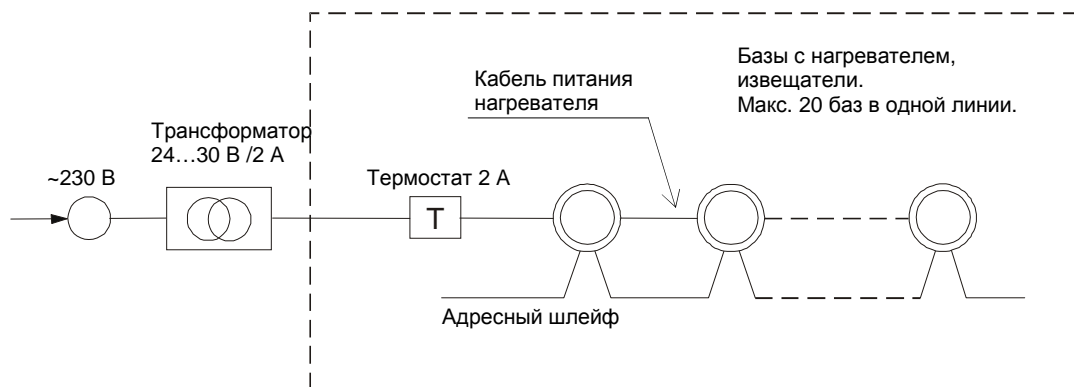 Базы с нагревателем,
извещатели.
Макс. 20 баз в одной линии.
Кабель питания
нагревателя
Трансформатор
24…30 В /2 А
~230 В
Термостат 2 А
T
Адресный шлейф